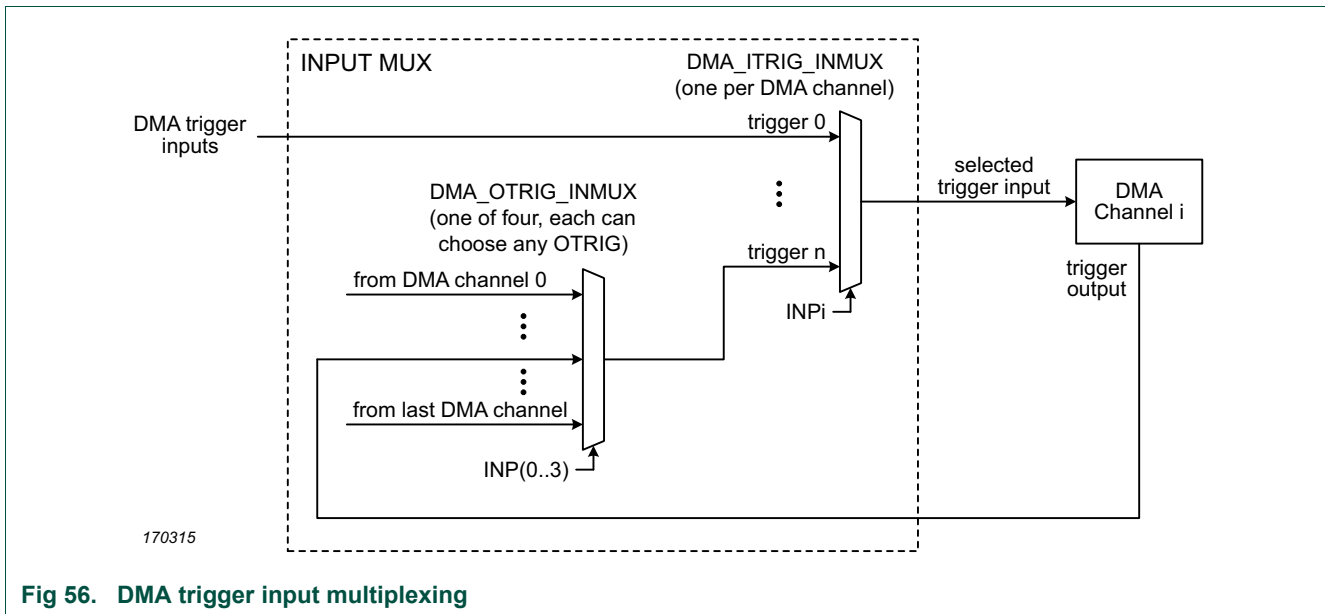 INPUT MUX
DMA_ITRIG_INMUX
(one per DMA channel)
DMA trigger
inputs
trigger 0
selected
trigger input
DMA
Channel i
DMA_OTRIG_INMUX
(one of four, each can
choose any OTRIG)
trigger n
trigger
output
from DMA channel 0
INPi
from last DMA channel
INP(0..3)
170315
Fig 56. DMA trigger input multiplexing